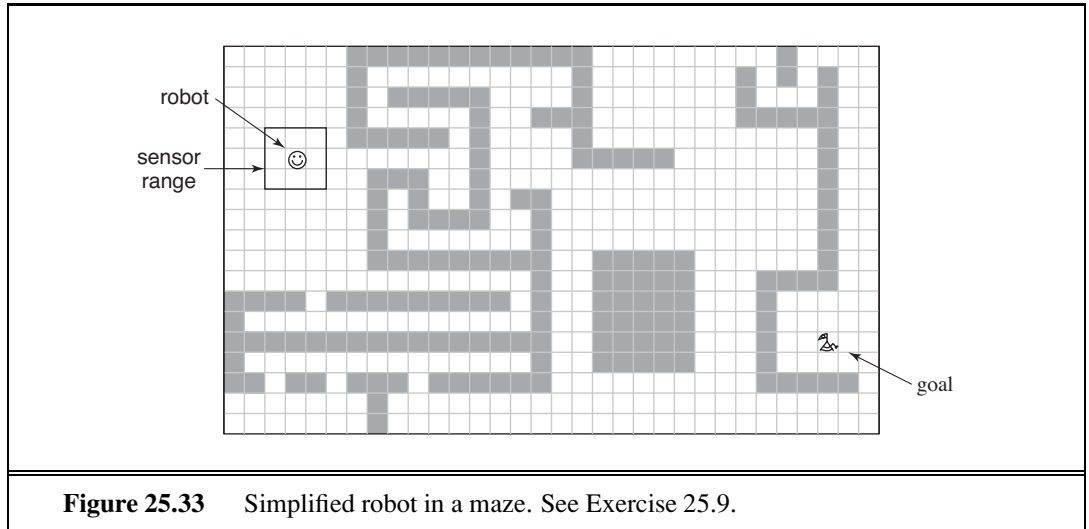 robot
sensor
range
goal
Figure 25.33 Simplified robot in a maze. See Exercise 25.9.